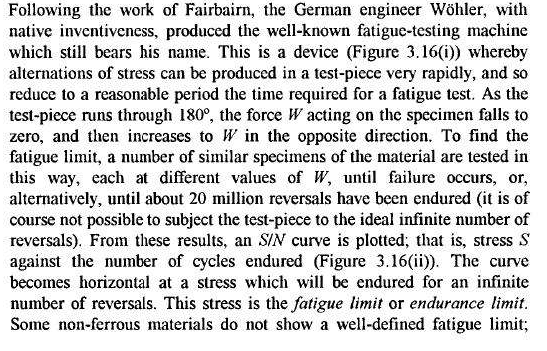 Following the work of Fairbairn, the German engineer Wöhler, with
native inventiveness, produced the well-known fatigue-testing machine
which still bears his name. This is a device (Figure 3.16(i)) whereby
alternations of stress can be produced in a test-piece very rapidly, and so
reduce to a reasonable period the time required for a fatigue test. As the
test-piece runs through 180°, the force W acting on the specimen falls to
zero, and then increases to W in the opposite direction. To find the
fatigue limit, a number of similar specimens of the material are tested in
this way, each at different values of W, until failure occurs, or,
alternatively, until about 20 million reversals have been endured (it is of
course not possible to subject the test-piece to the ideal infinite number of
reversals). From these results, an S/N curve is plotted; that is, stress S
against the number of cycles endured (Figure 3.16(ii)). The curve
becomes horizontal at a stress which will be endured for an infinite
number of reversals. This stress is the fatigue limit or endurance limit.
Some non-ferrous materials do not show a well-defined fatigue limit;